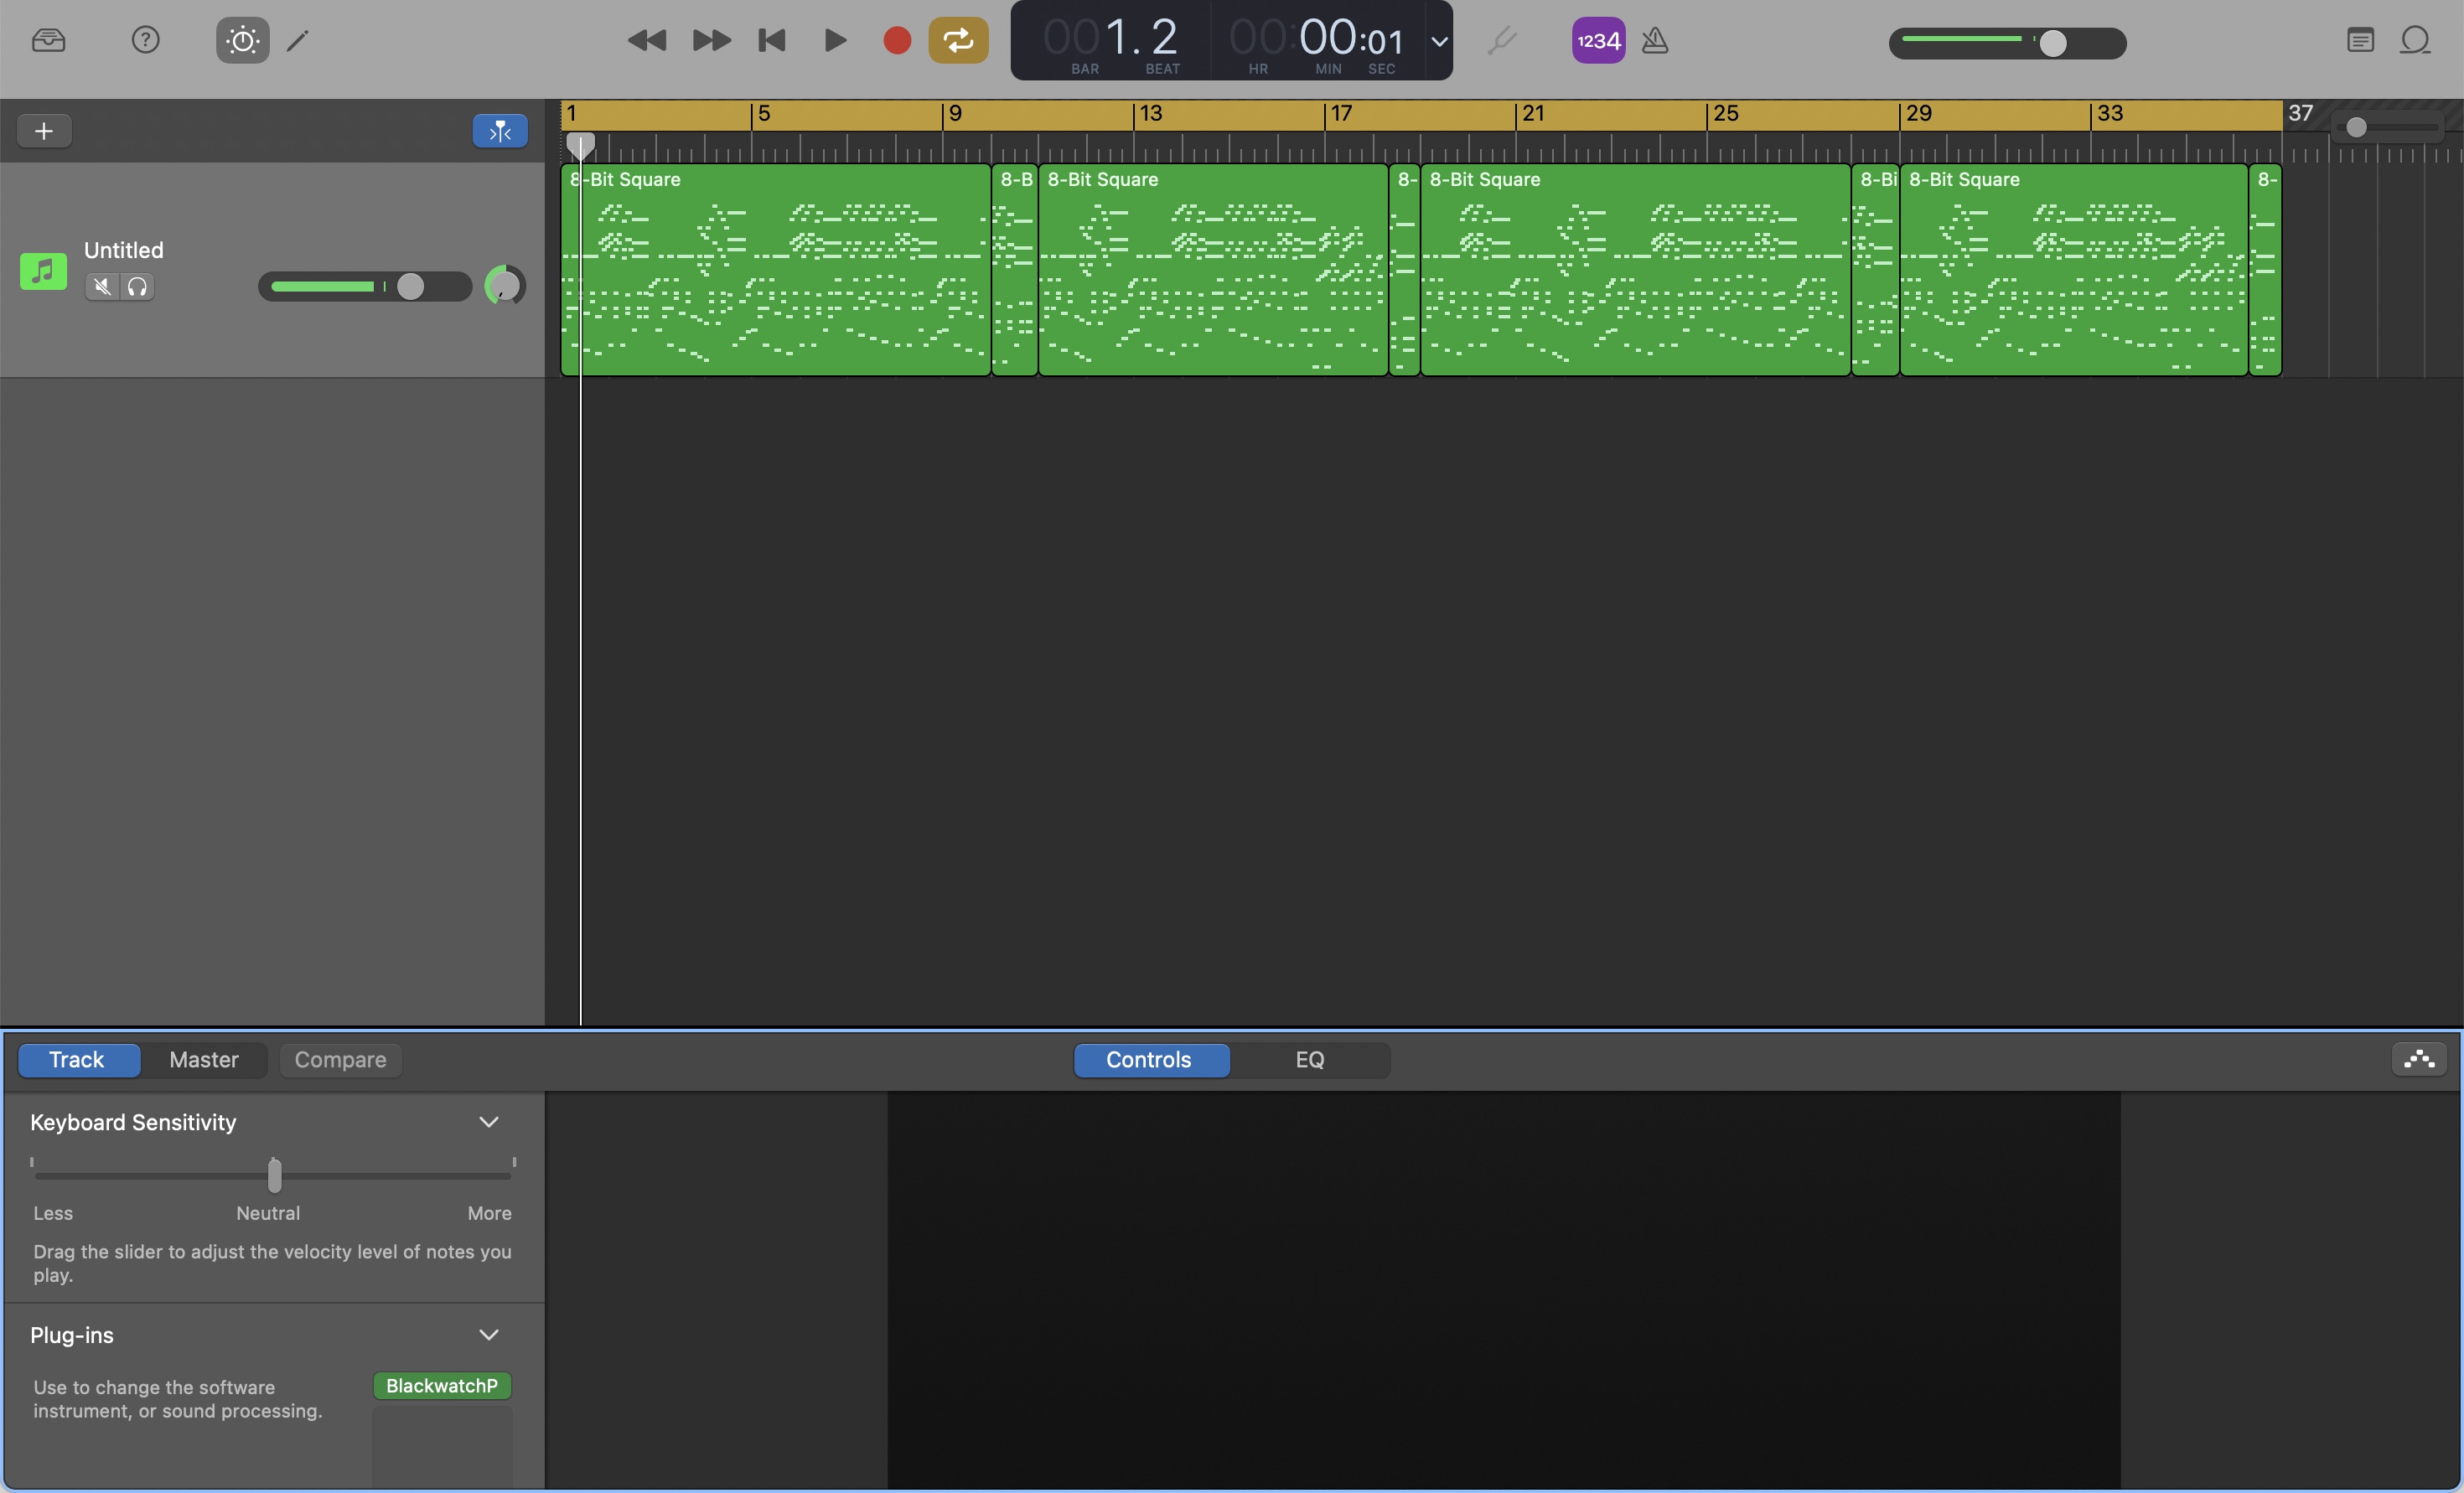 001.2
00:00:01
BAR
BEAT
HR
MIN
SEC
1234
1
5
9
13
17
21
25
29
33
37
8-Bit Square
8-B
8-Bit Square
8-
8-Bit Square
8-Bi
8-Bit Square
8-
Untitled
Track
Master
Compare
Controls
EQ
Keyboard Sensitivity
Less
Neutral
More
Drag the slider to adjust the velocity level of notes you
play.
Plug-ins
Use to change the software
instrument, or sound processing.
BlackwatchP